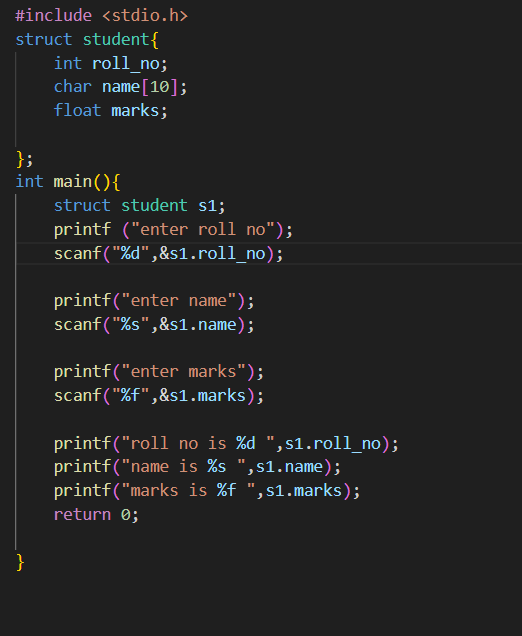 #include <stdio.h>
struct student{
    int roll_no;
    char name[10];
    float marks;

};
int main(){
    struct student s1;
    printf ("enter roll no");
    scanf("%d",&s1.roll_no);

    printf("enter name");
    scanf("%s",&s1.name);

    printf("enter marks");
    scanf("%f",&s1.marks);

    printf("roll no is %d ",s1.roll_no);
    printf("name is %s ",s1.name);
    printf("marks is %f ",s1.marks);
    return 0;

}